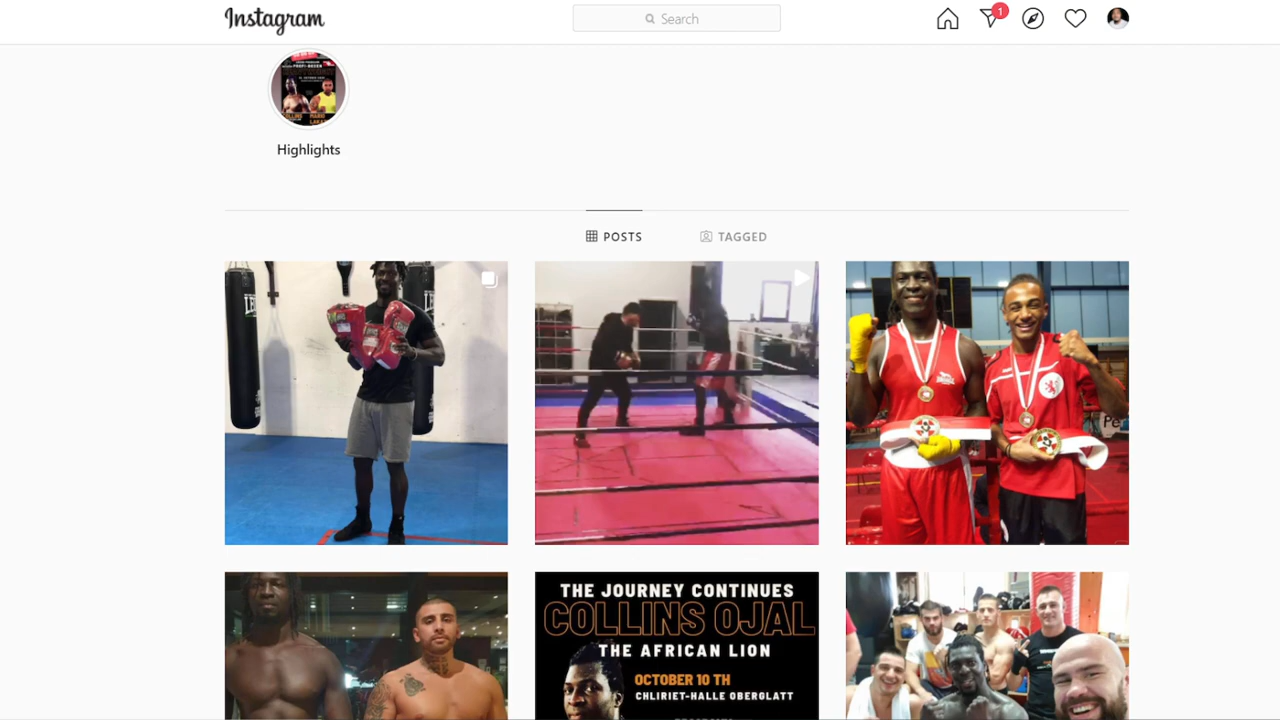 Instagram
Search
1
Highlights
POSTS
TAGGED
THE JOURNEY CONTINUES
COLLINS OJAL
THE AFRICAN LION
OCTOBER 10 TH
CHLIRIET-HALLE OBERGLATT